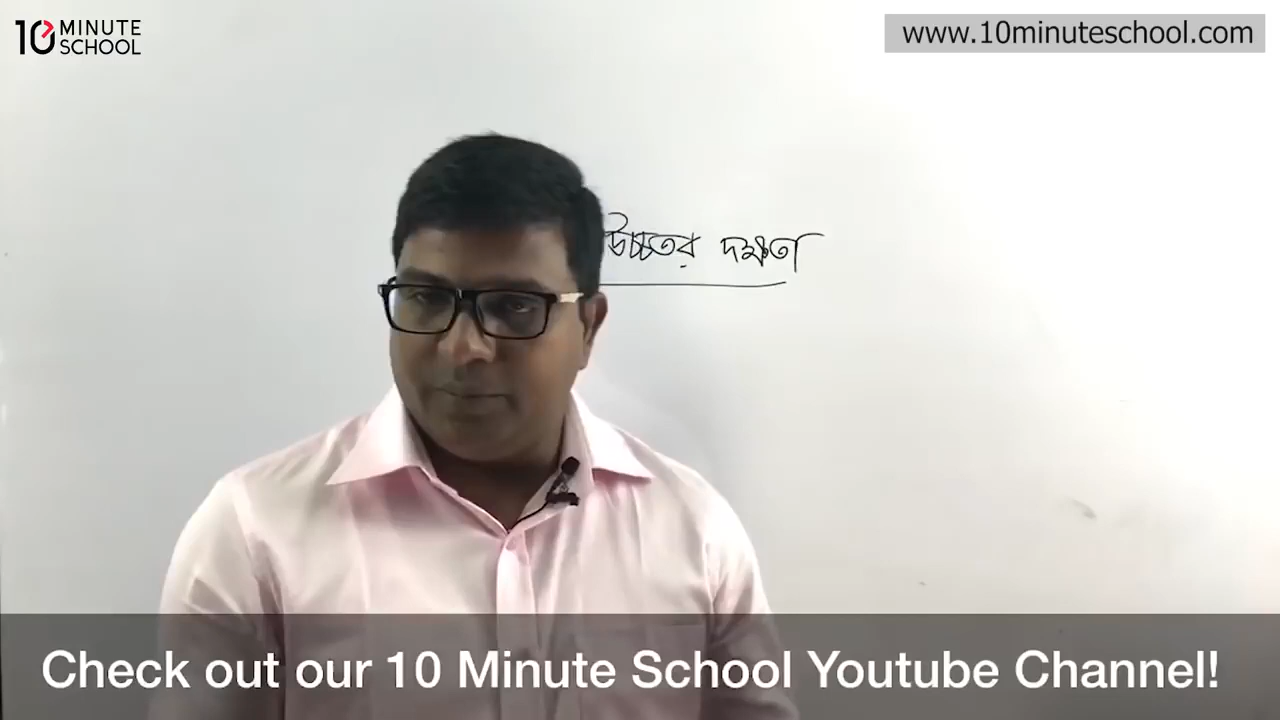 10 MINUTE
SCHOOL
www.10minuteschool.com
উচ্চতর দক্ষতা
Check out our 10 Minute School Youtube Channel!